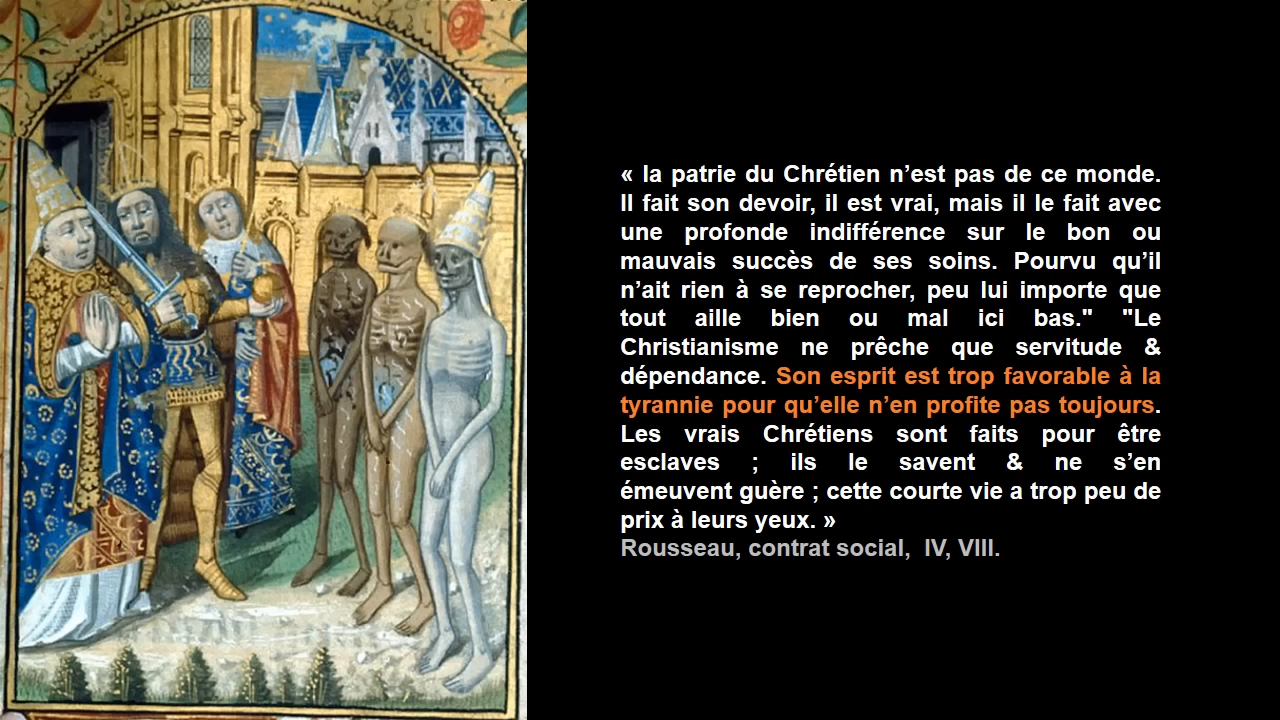 « la patrie du Chrétien n’est pas de ce monde.
Il fait son devoir, il est vrai, mais il le fait avec
une profonde indifférence sur le bon ou
mauvais succès de ses soins. Pourvu qu’il
n’ait rien à se reprocher, peu lui importe que
tout aille bien ou mal ici bas." "Le
Christianisme ne prêche que servitude &
dépendance. Son esprit est trop favorable à la
tyrannie pour qu’elle n’en profite pas toujours.
Les vrais Chrétiens sont faits pour être
esclaves ; ils le savent & ne s’en
émeuvent guère ; cette courte vie a trop peu de
prix à leurs yeux. »
Rousseau, contrat social, IV, VIII.